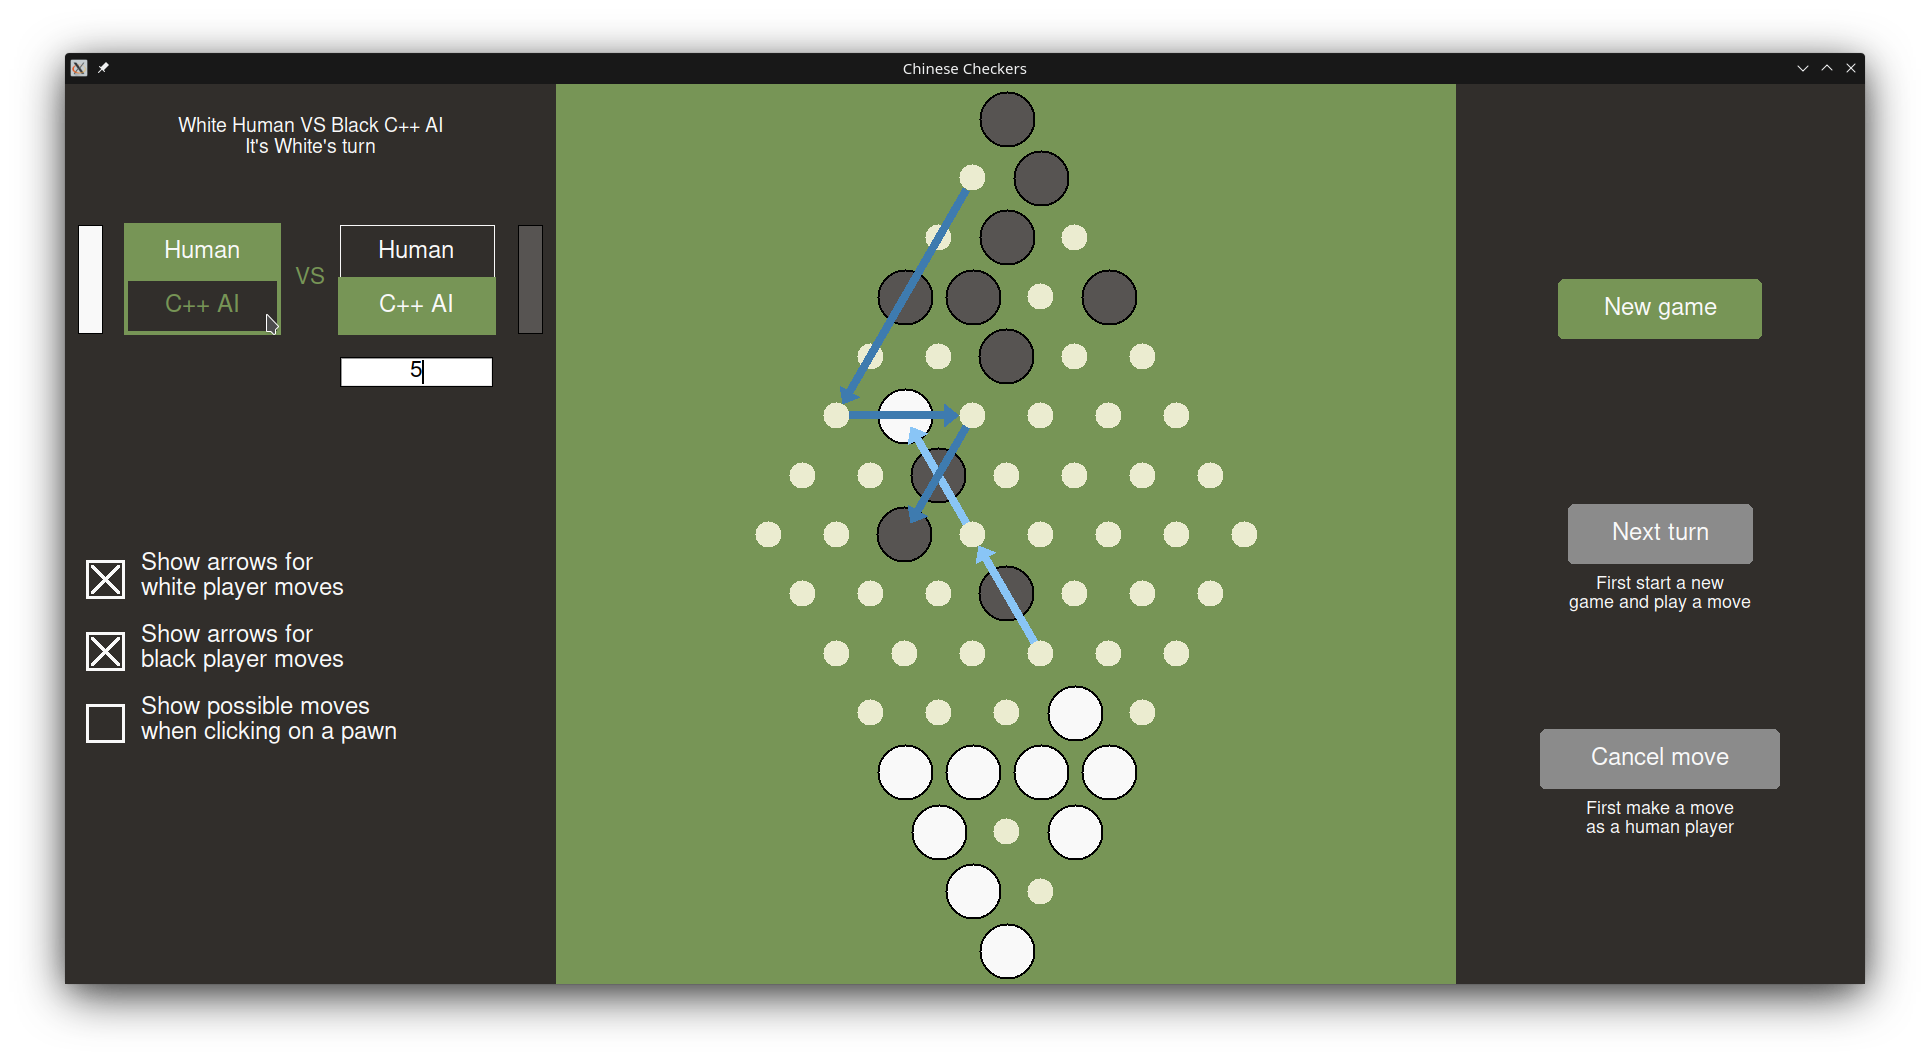 Chinese Checkers
White Human VS Black C++ AI
It's White's turn
Human
C++ AI
VS
Human
C++ AI
5
Show arrows for
white player moves
Show arrows for
black player moves
Show possible moves
when clicking on a pawn
New game
Next turn
First start a new
game and play a move
Cancel move
First make a move
as a human player